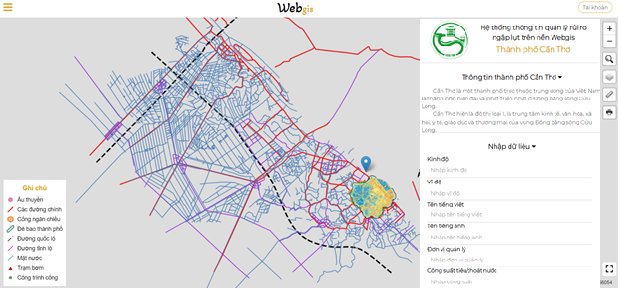 Webgis
Tài khoản
Hệ thống thông tin quản lý rủi ro
ngập lụt trên nền Webgis
Thành phố Cần Thơ
Thông tin thành phố Cần Thơ
Cần Thơ là một thành phố trực thuộc trung ương của Việt Nam
Long.
Cần Thơ hiện là đô thị loại I, là trung tâm kinh tế, văn hóa, xã
hội, y tế, giáo dục và thương mại của vùng Đồng bằng sông Cửu
Long.
Nhập dữ liệu
Kinh độ
Nhập kinh độ
Vĩ độ
Nhập vĩ độ
Tên tiếng việt
Nhập tên tiếng việt
Tên tiếng anh
Nhập tên tiếng anh
Đơn vị quản lý
Nhập đơn vị quản lý
Công suất tiêu/thoát nước
Nhập công suất
Ghi chú
Âu thuyền
Các đường chính
Cống ngăn chiều
Đê bao thành phố
Đường quốc lộ
Đường tỉnh lộ
Mặt nước
Trạm bơm
Công trình cống